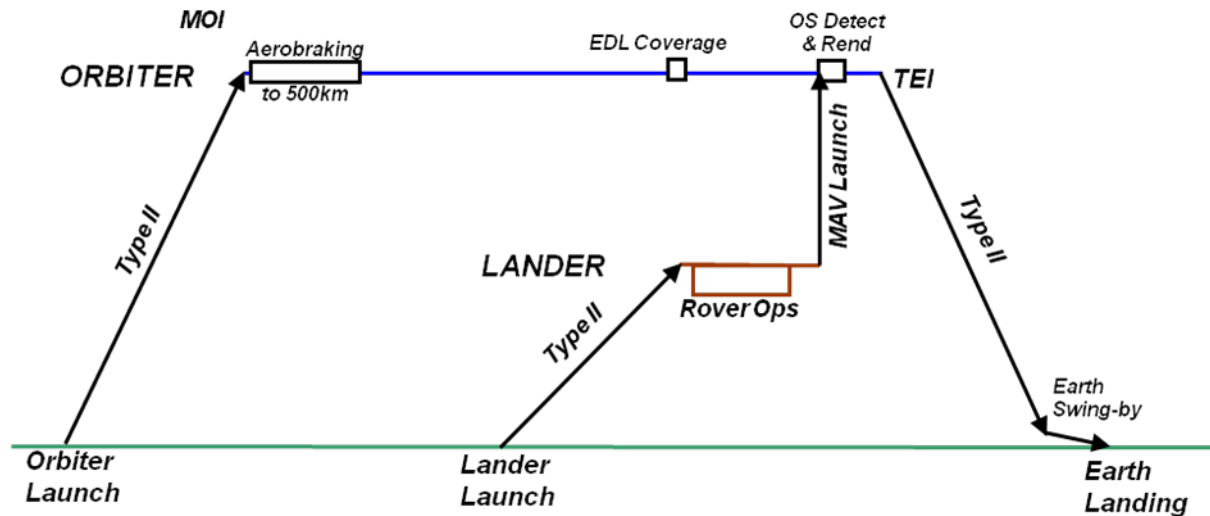 MOI
Aerobraking
ORBITER
to 500km
EDL Coverage
OS Detect
& Rend
TEI
Type II
MAV Launch
Type II
LANDER
Type II
Rover Ops
Earth
Swing-by
Orbiter
Launch
Lander
Launch
Earth
Landing